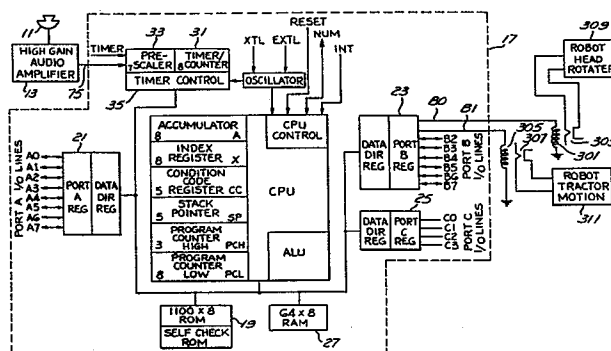 11
HIGH GAIN
AUDIO
AMPLIFIER
13
TIMER
75
33
PRE-
SCALER
7
31
TIMER/
COUNTER
8
TIMER CONTROL
35
XTL
EXTL
OSCILLATOR
RESET
NUM
INT
17
309
ROBOT
HEAD
ROTATER
303
301
305
307
ROBOT
TRACTOR
MOTION
311
PORT A I/O LINES
A0
A1
A2
A3
A4
A5
A6
A7
21
PORT
A
REG
DATA
DIR
REG
ACCUMULATOR
8 A
INDEX
REGISTER
8 X
CONDITION
CODE
5 REGISTER CC
STACK
POINTER
5 SP
PROGRAM
COUNTER
3 HIGH PCH
PROGRAM
COUNTER
8 LOW PCL
CPU
CONTROL
CPU
ALU
23
DATA
DIR
REG
PORT
B
REG
B0
B1
B2
B3
B4
B5
B6
B7
PORT B
I/O LINES
25
DATA
DIR
REG
PORT
C
REG
C0
C1
C2
C3
PORT C
I/O LINES
1100 X 8
ROM
SELF CHECK
ROM
19
64 X 8
RAM
27